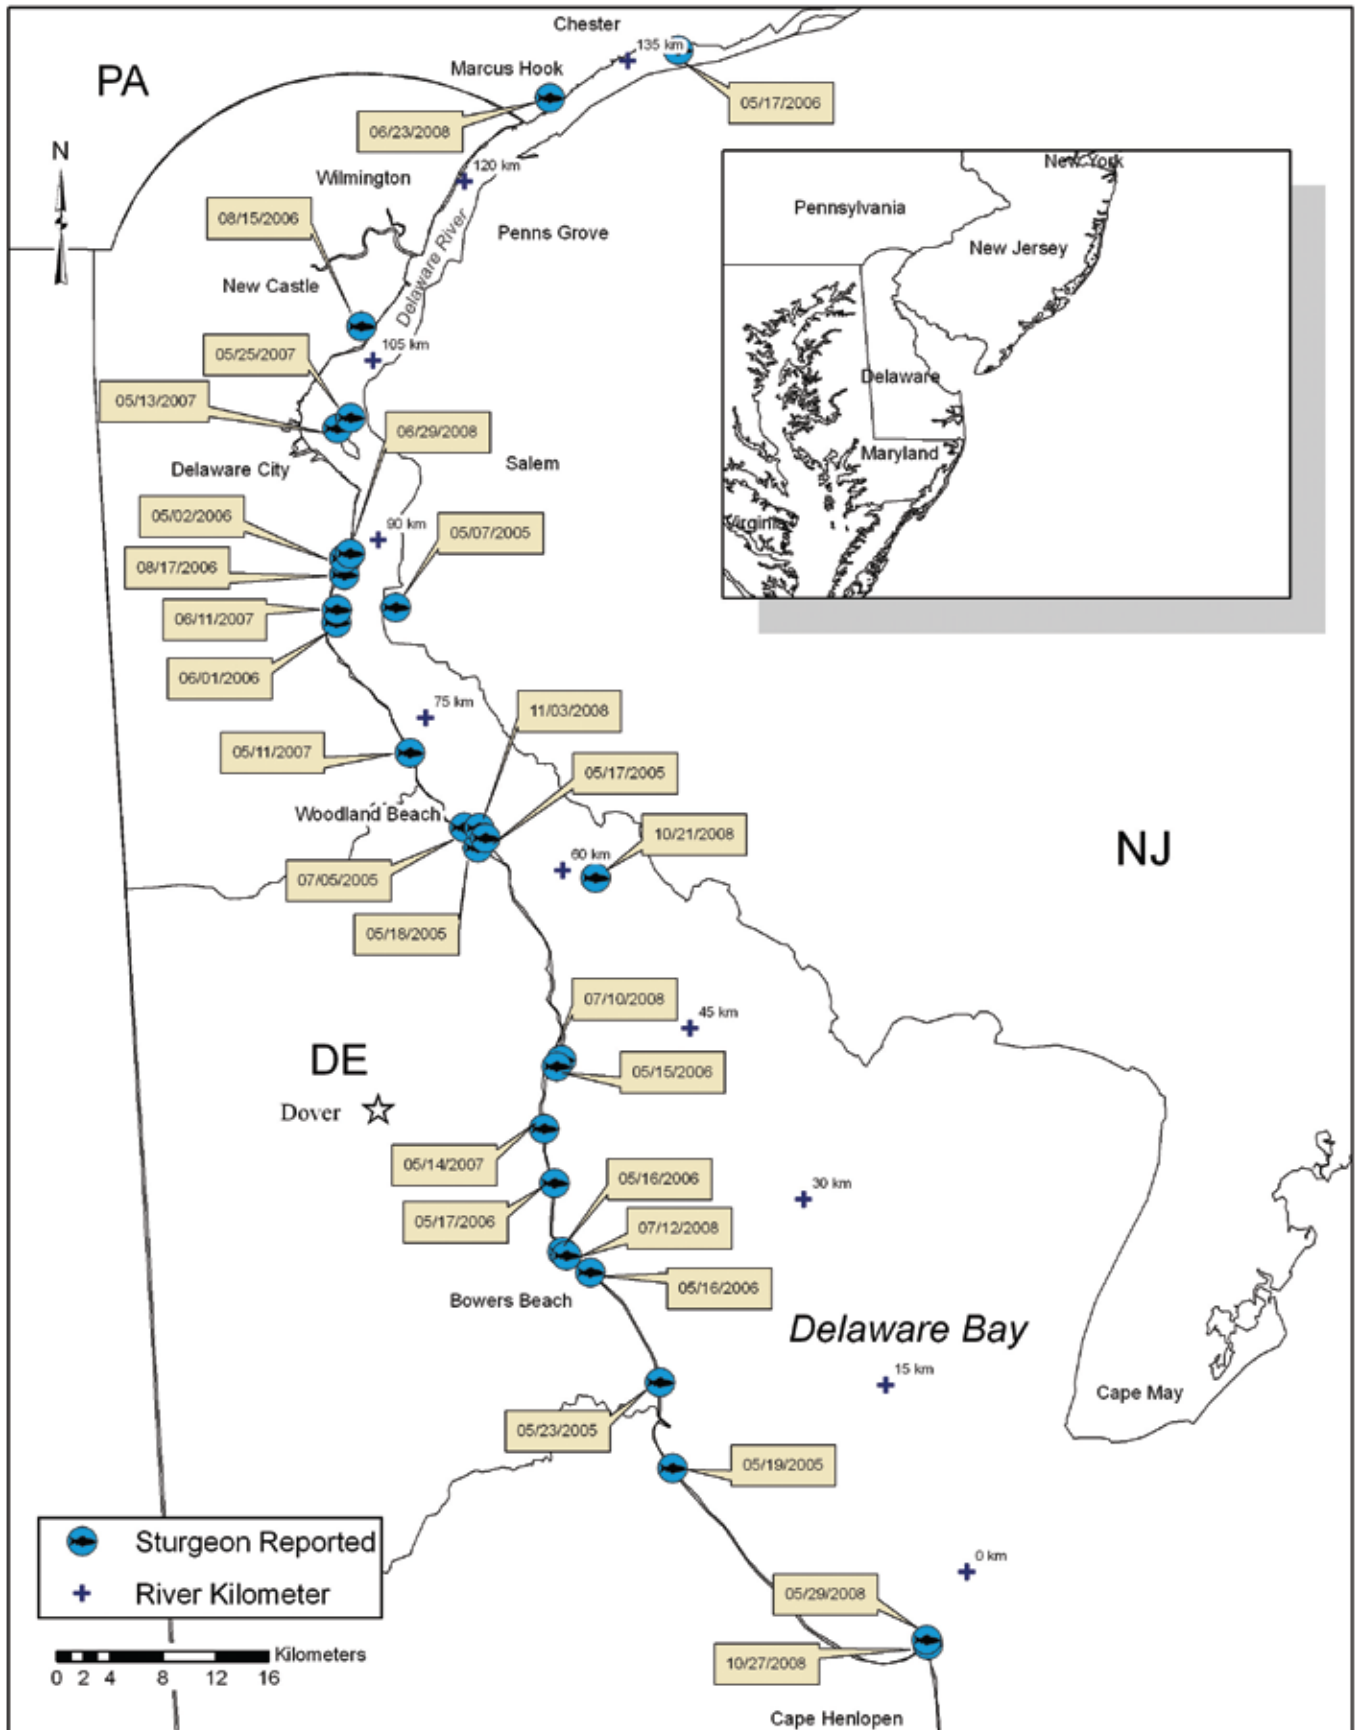 Chester
135 km
PA
Marcus Hook
05/17/2006
06/23/2008
N
120 km
Wilmington
New York
Pennsylvania
08/15/2006
Penns Grove
New Jersey
Delaware River
New Castle
105 km
05/25/2007
Delaware
05/13/2007
06/29/2008
Maryland
Salem
Delaware City
05/02/2006
90 km
05/07/2005
Virginia
08/17/2006
06/11/2007
06/01/2006
75 km
11/03/2008
05/11/2007
05/17/2005
Woodland Beach
10/21/2008
NJ
60 km
07/05/2005
05/18/2005
07/10/2008
45 km
DE
05/15/2006
Dover
05/14/2007
05/16/2006
30 km
05/17/2006
07/12/2008
05/16/2006
Bowers Beach
Delaware Bay
15 km
Cape May
05/23/2005
05/19/2005
Sturgeon Reported
0 km
River Kilometer
05/29/2008
Kilometers
10/27/2008
0 2 4 8 12 16
Cape Henlopen